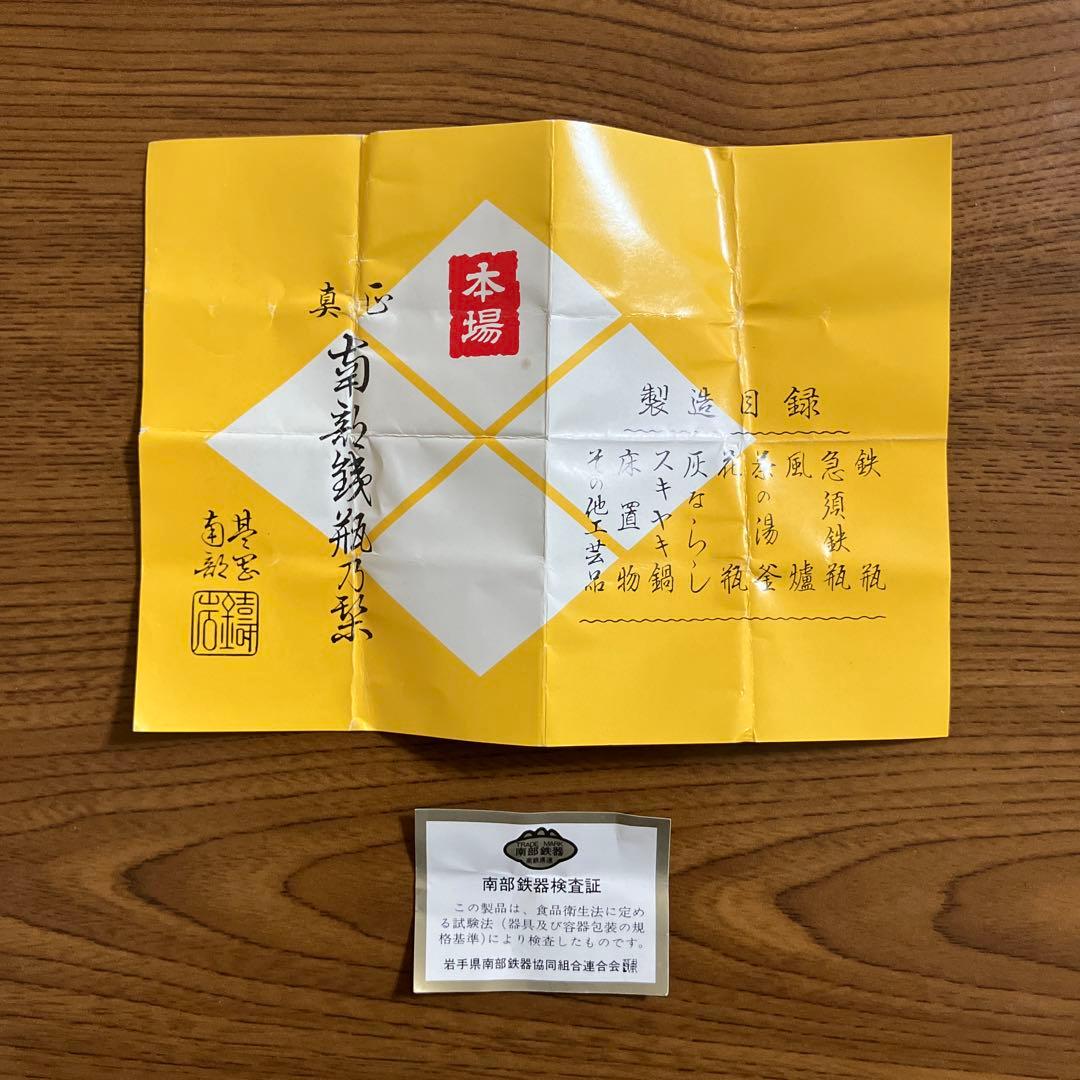 本場
真正
南部鉄瓶乃栞
南部
製造目録
鉄瓶
急須鉄瓶
風爐
茶の湯釜
花瓶
灰ならし
スキヤキ鍋
床置物
その他工芸品
TRADE MARK
南部鉄器
南部鉄器検査証
この製品は、食品衛生法に定め
る試験法（器具及び容器包装の規
格基準）により検査したものです。
岩手県南部鉄器協同組合連合会